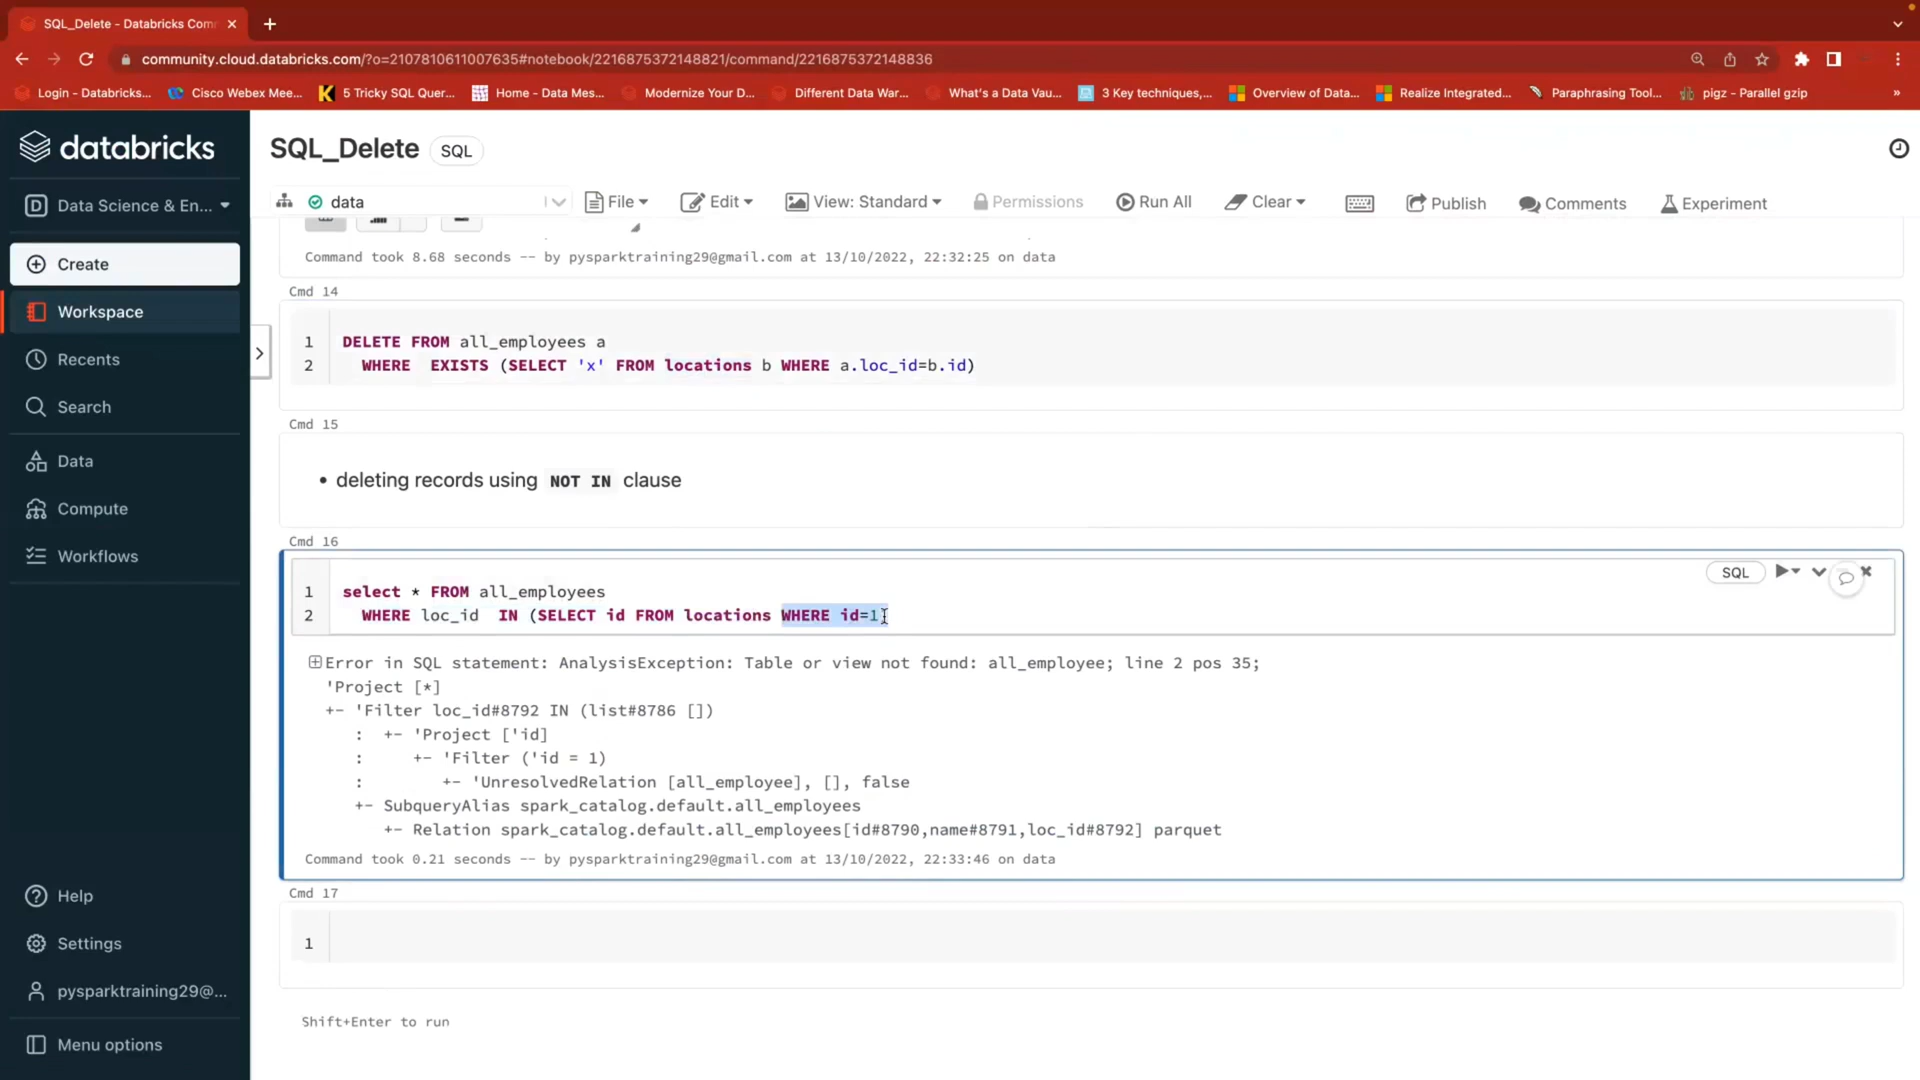 SQL_Delete - Databricks Com
community.cloud.databricks.com/?o=2107810611007635#notebook/2216875372148821/command/2216875372148836
Login - Databricks... Cisco Webex Mee... 5 Tricky SQL Quer... Home - Data Mes... Modernize Your D... Different Data War... What's a Data Vau... 3 Key techniques,... Overview of Data... Realize Integrated... Paraphrasing Tool... pigz - Parallel gzip »
databricks
Data Science & En...
Create
Workspace
Recents
Search
Data
Compute
Workflows
Help
Settings
pysparktraining29@...
Menu options
SQL_Delete SQL
data File Edit View: Standard Permissions Run All Clear Publish Comments Experiment
Command took 8.68 seconds -- by pysparktraining29@gmail.com at 13/10/2022, 22:32:25 on data
Cmd 14
1 DELETE FROM all_employees a
2 WHERE EXISTS (SELECT 'x' FROM locations b WHERE a.loc_id=b.id)
Cmd 15
• deleting records using NOT IN clause
Cmd 16
SQL
1 select * FROM all_employees
2 WHERE loc_id IN (SELECT id FROM locations WHERE id=1)
Error in SQL statement: AnalysisException: Table or view not found: all_employee; line 2 pos 35;
'Project [*]
+- 'Filter loc_id#8792 IN (list#8786 [])
: +- 'Project ['id]
: +- 'Filter ('id = 1)
: +- 'UnresolvedRelation [all_employee], [], false
+- SubqueryAlias spark_catalog.default.all_employees
+- Relation spark_catalog.default.all_employees[id#8790,name#8791,loc_id#8792] parquet
Command took 0.21 seconds -- by pysparktraining29@gmail.com at 13/10/2022, 22:33:46 on data
Cmd 17
1
Shift+Enter to run